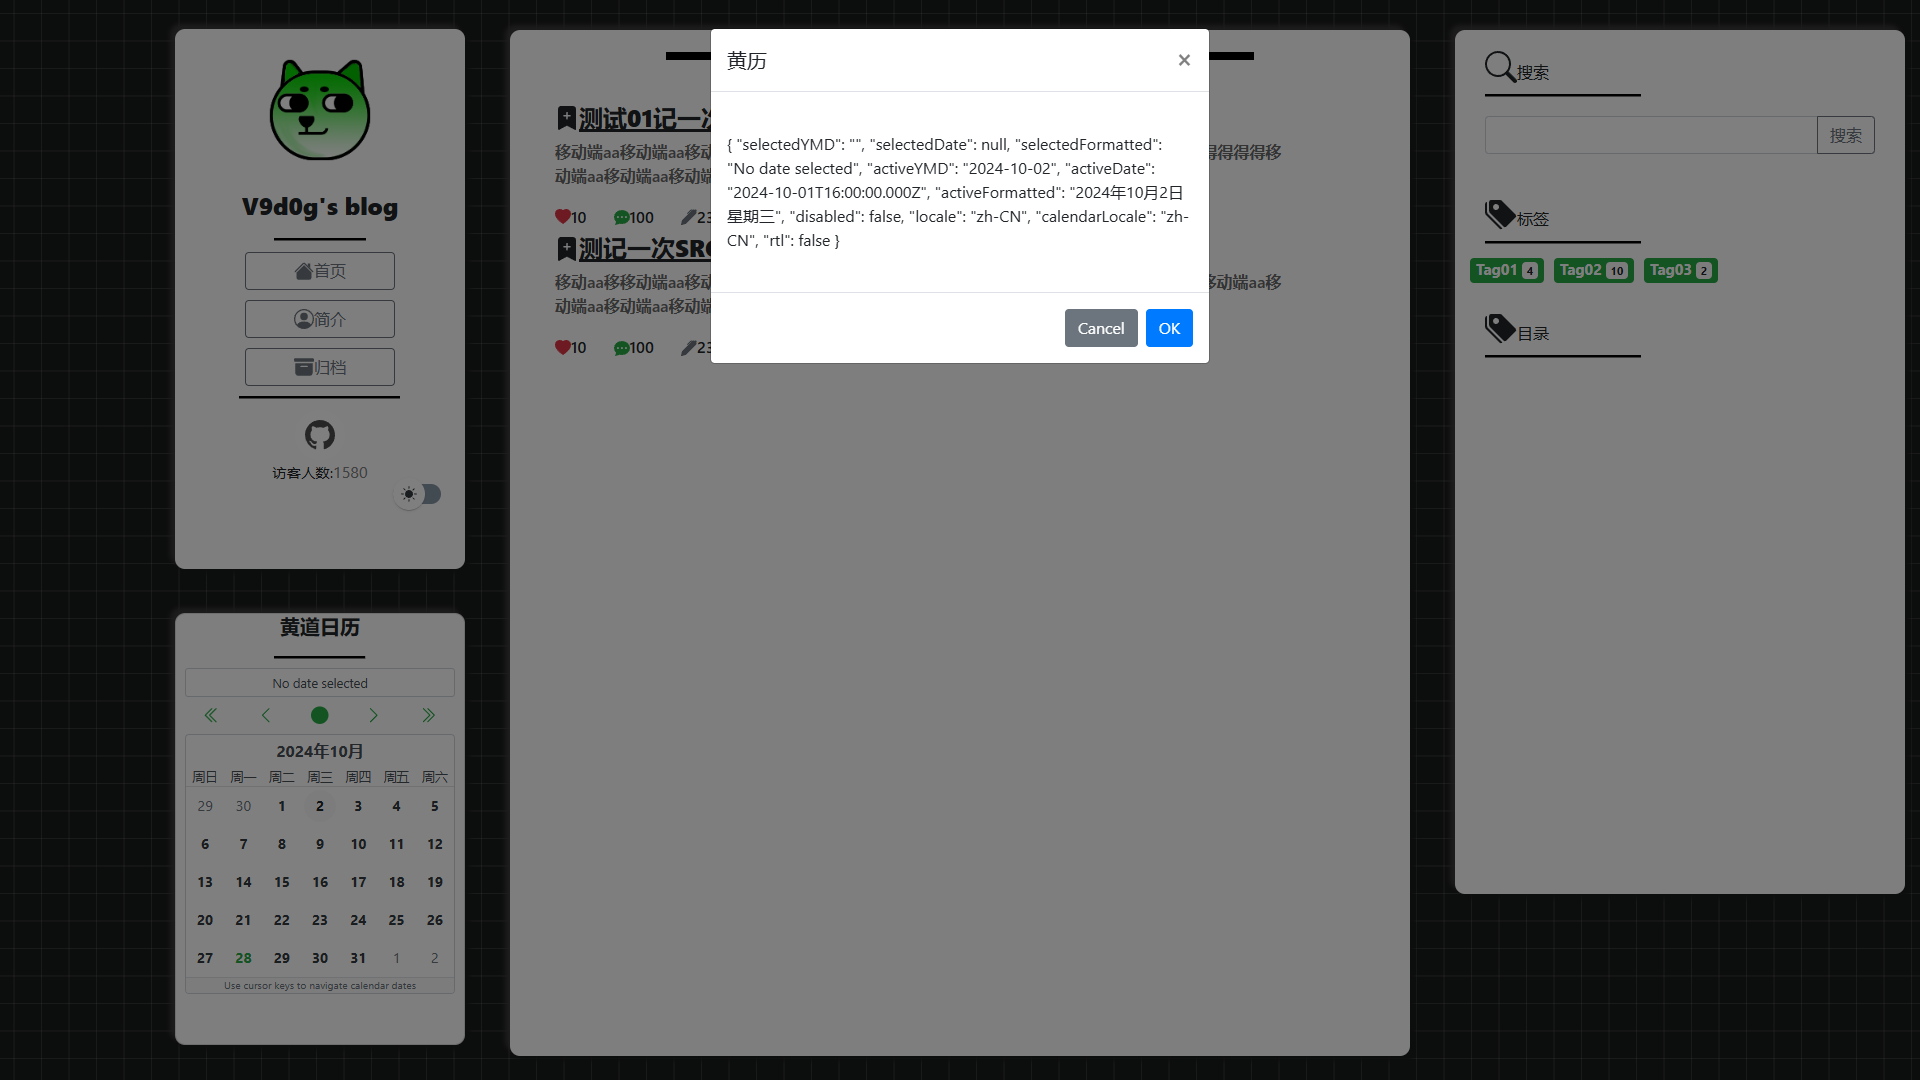 V9d0g's blog
首页
简介
归档
访客人数:1580
黄道日历
No date selected
2024年10月
周日 周一 周二 周三 周四 周五 周六
29 30 1 2 3 4 5
6 7 8 9 10 11 12
13 14 15 16 17 18 19
20 21 22 23 24 25 26
27 28 29 30 31 1 2
Use cursor keys to navigate calendar dates
测试01记一次
移动端aa移动端aa移动端 得得得得移
动端aa移动端aa移动端
10 100 23
测记一次SRC
移动aa移移动端aa移动端 移动端aa移
动端aa移动端aa移动端
10 100 23
黄历
×
{ "selectedYMD": "", "selectedDate": null, "selectedFormatted":
"No date selected", "activeYMD": "2024-10-02", "activeDate":
"2024-10-01T16:00:00.000Z", "activeFormatted": "2024年10月2日
星期三", "disabled": false, "locale": "zh-CN", "calendarLocale": "zh-
CN", "rtl": false }
Cancel OK
搜索
搜索
标签
Tag01 4 Tag02 10 Tag03 2
目录